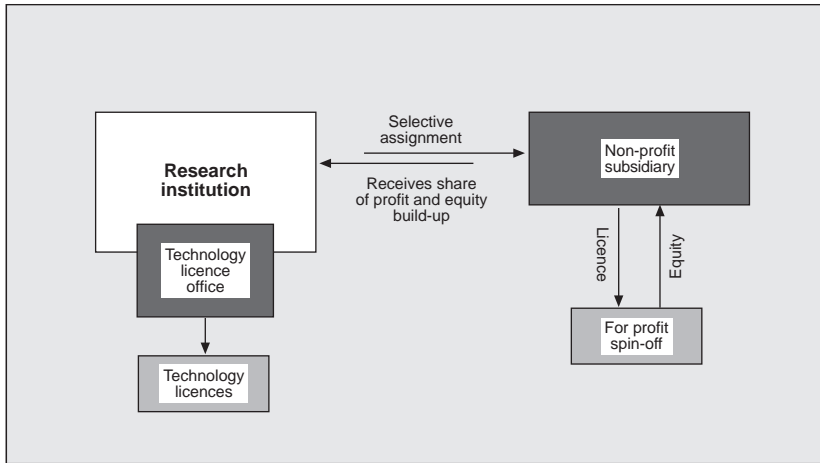 Selective
assignment
Receives share
of profit and equity
build-up
Research
institution
Technology
licence
office
Technology
licences
Non-profit
subsidiary
Licence
Equity
For profit
spin-off